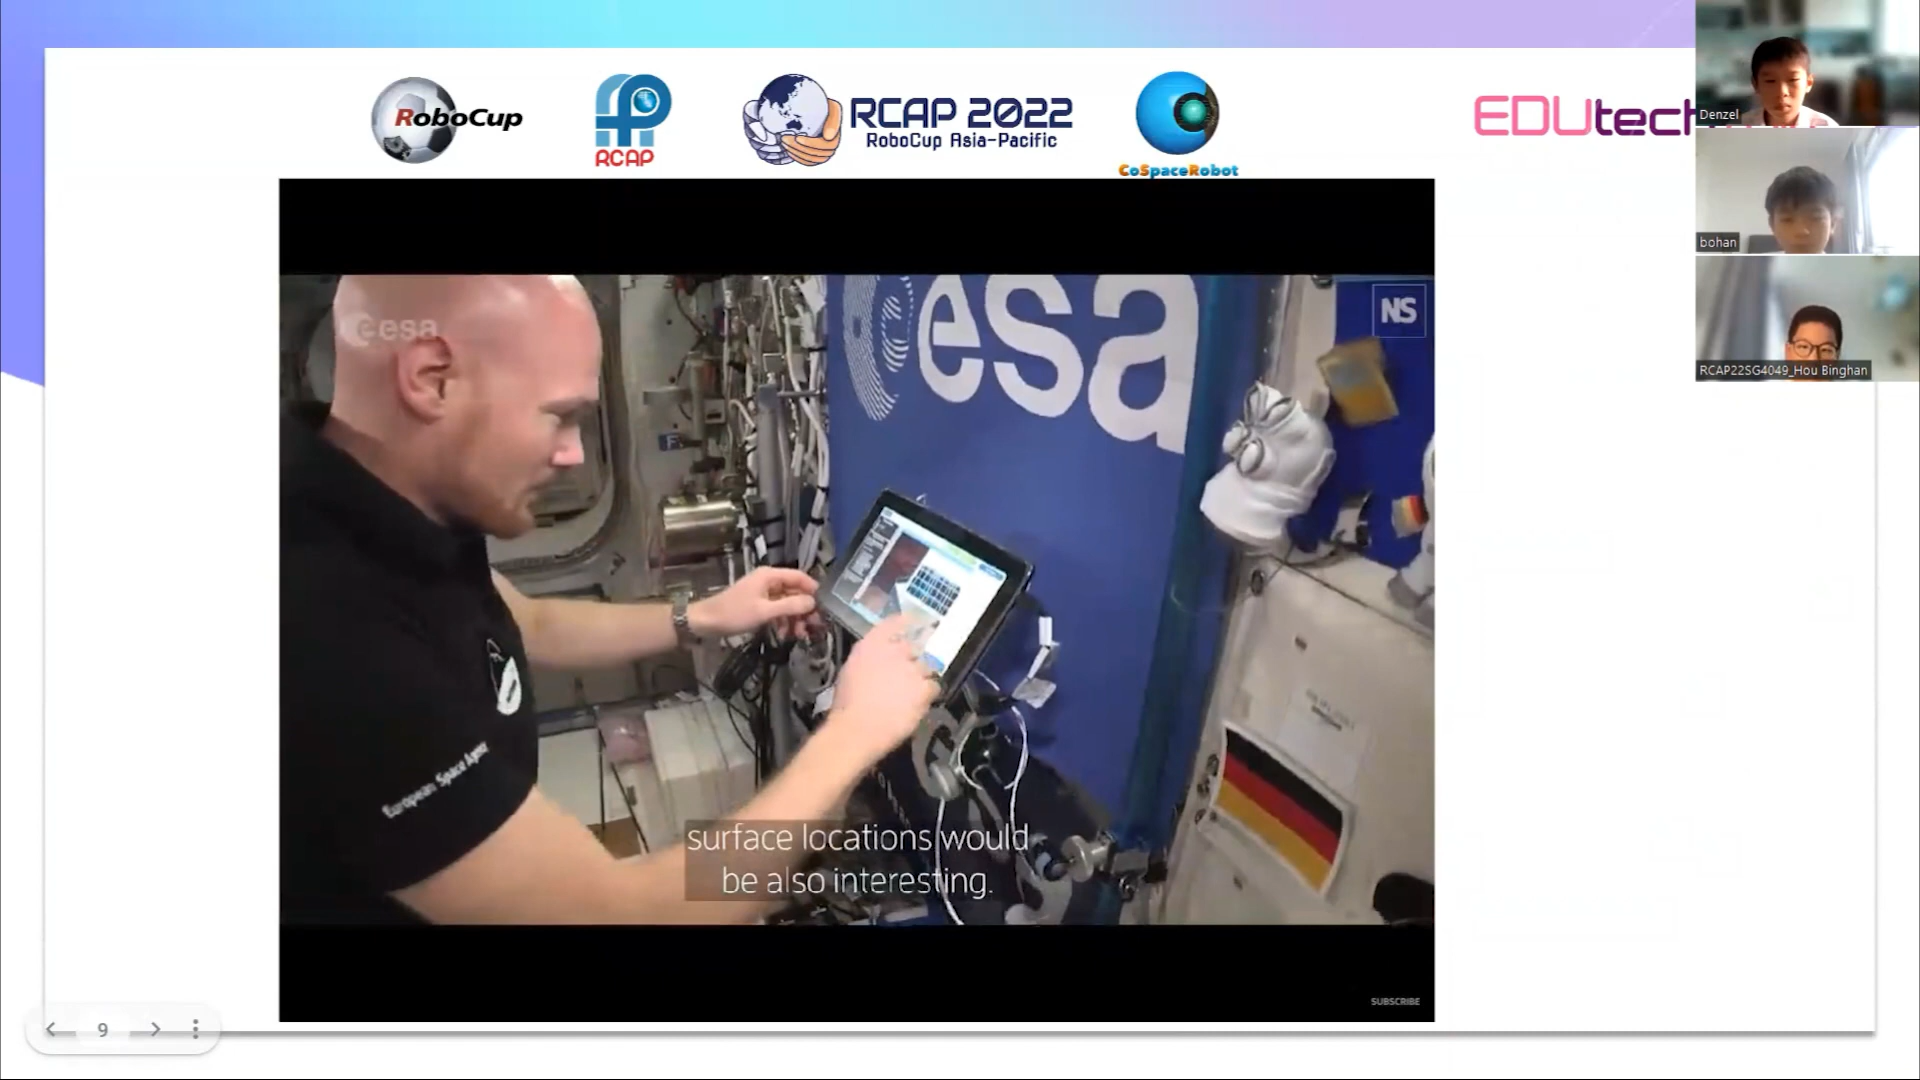 RoboCup
RCAP
RCAP 2022
RoboCup Asia-Pacific
CoSpaceRobot
EDUtech
Denzel
bohan
RCAP22SG4049_Hou Binghan
esa
esa
NS
European Space Agency
surface locations would
be also interesting.
SUBSCRIBE
9